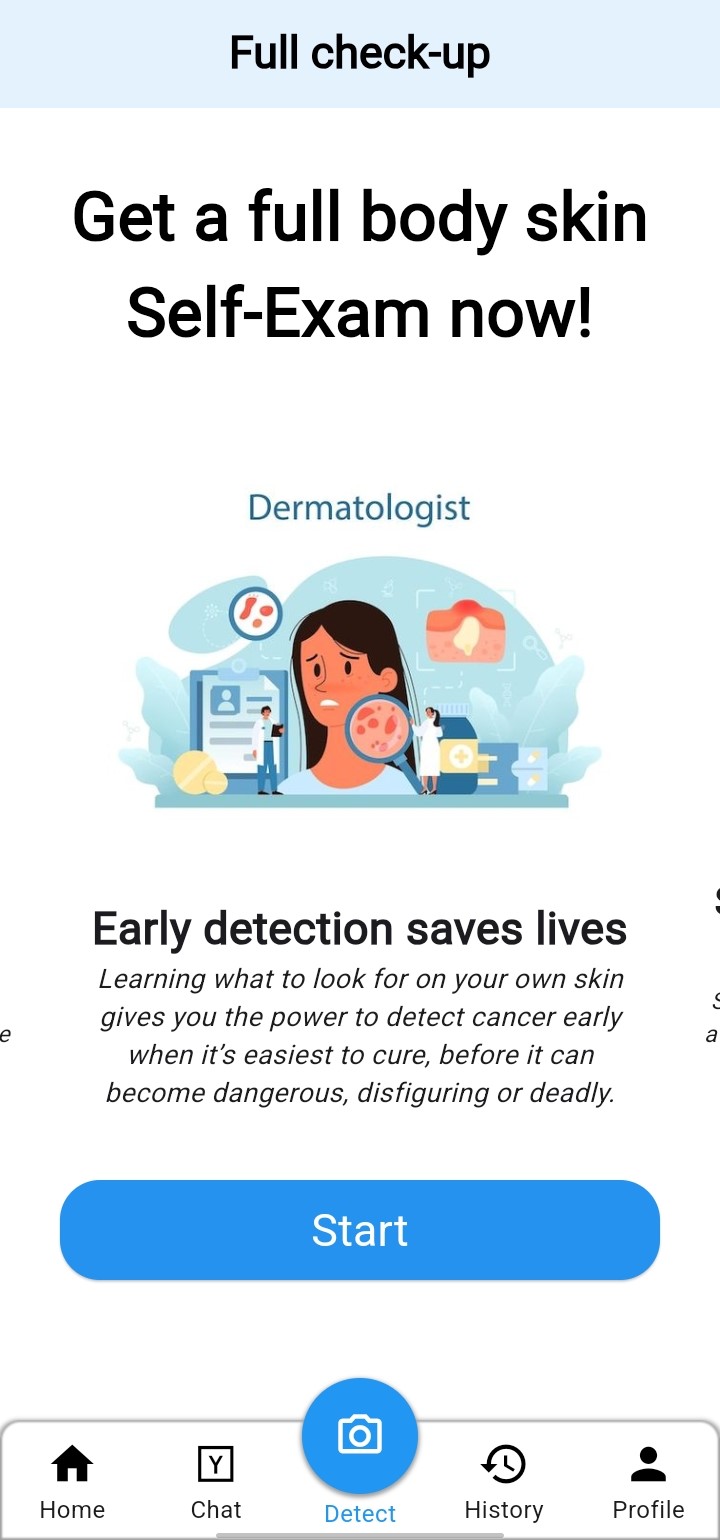 Full check-up
Get a full body skin
Self-Exam now!
Dermatologist
Early detection saves lives
Learning what to look for on your own skin
gives you the power to detect cancer early
when it’s easiest to cure, before it can
become dangerous, disfiguring or deadly.
Start
Y
Home
Chat
Detect
History
Profile